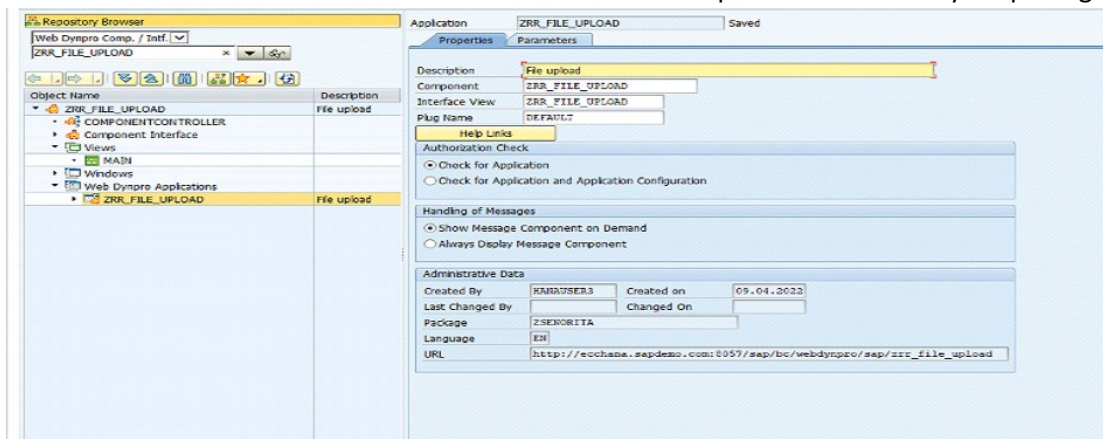 Repository Browser
Web Dynpro Comp. / Intf.
ZRR_FILE_UPLOAD
Object Name Description
ZRR_FILE_UPLOAD File upload
COMPONENTCONTROLLER
Component Interface
Views
MAIN
Windows
Web Dynpro Applications
ZRR_FILE_UPLOAD File upload
Application ZRR_FILE_UPLOAD Saved
Properties Parameters
Description File upload
Component ZRR_FILE_UPLOAD
Interface View ZRR_FILE_UPLOAD
Plug Name DEFAULT
Help Links
Authorization Check
Check for Application
Check for Application and Application Configuration
Handling of Messages
Show Message Component on Demand
Always Display Message Component
Administrative Data
Created By HANAUSER3 Created on 09.04.2022
Last Changed By Changed On
Package ZSENORITA
Language EN
URL http://ecchana.sapdemo.com:8057/sap/bc/webdynpro/sap/zrr_file_upload